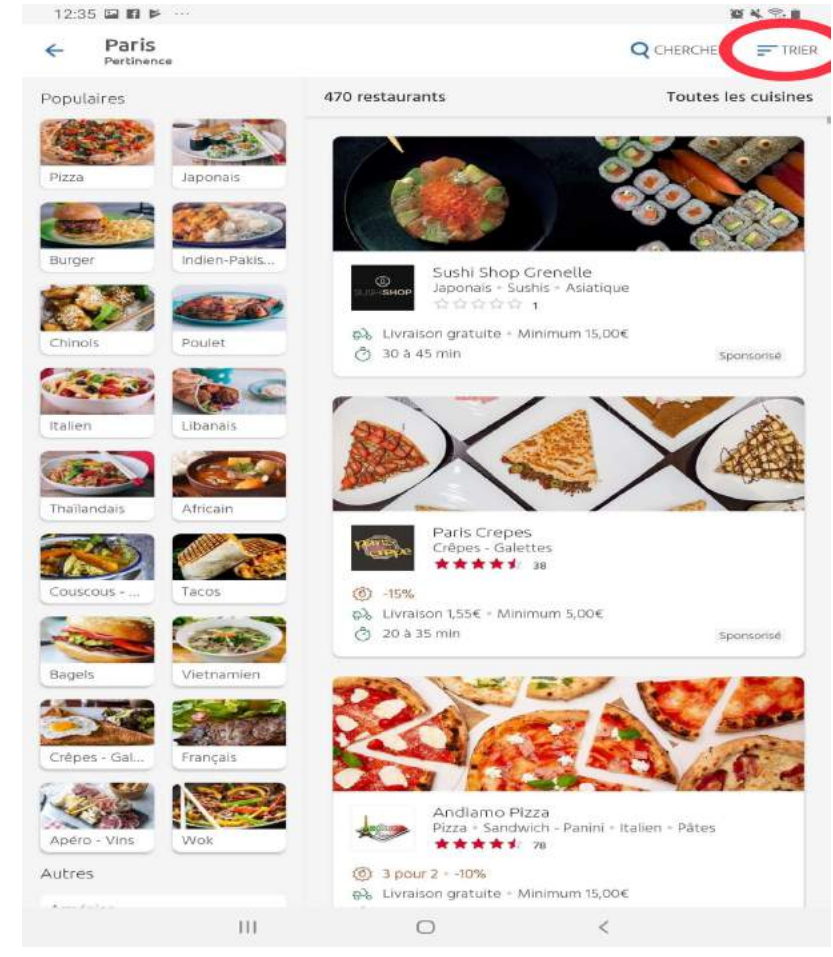 12:35
Paris
Pertinence
CHERCHE
TRIER
Populaires
Pizza
Japonais
Burger
Indien-Pakis...
Chinois
Poulet
Italien
Libanais
Thaïlandais
Africain
Couscous - ...
Tacos
Bagels
Vietnamien
Crêpes - Gal...
Français
Apéro - Vins
Wok
Autres
470 restaurants
Toutes les cuisines
SUSHI SHOP
Sushi Shop Grenelle
Japonais • Sushis • Asiatique
1
Livraison gratuite • Minimum 15,00€
30 à 45 min
Sponsorisé
Paris Crepes
Crêpes - Galettes
38
-15%
Livraison 1,55€ • Minimum 5,00€
20 à 35 min
Sponsorisé
Andiamo Pizza
Pizza • Sandwich - Panini • Italien • Pâtes
78
3 pour 2 • -10%
Livraison gratuite • Minimum 15,00€